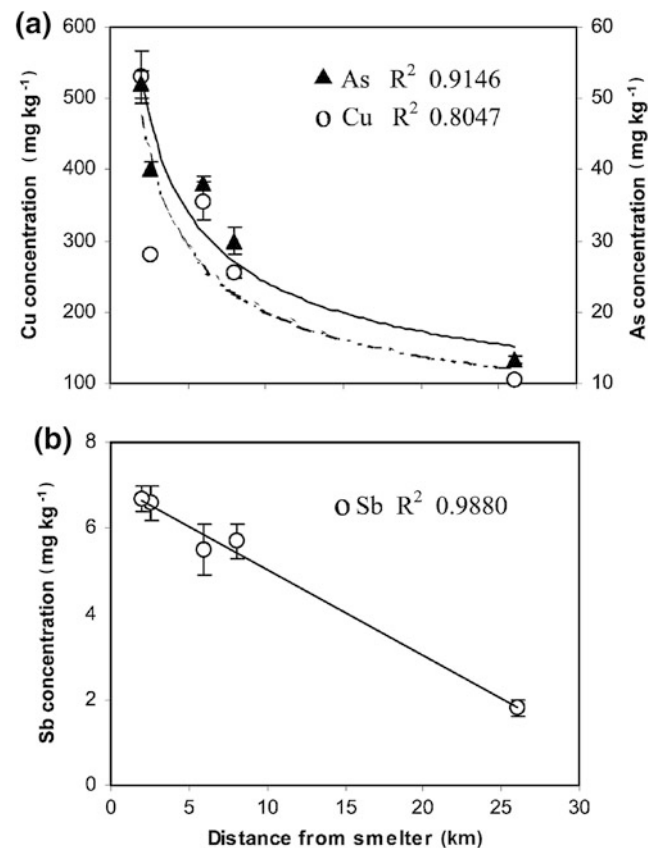 (a)
600
500
400
300
200
100
Cu concentration (mg kg⁻¹)
▲ As R² 0.9146
o Cu R² 0.8047
60
50
40
30
20
10
As concentration (mg kg⁻¹)
(b)
8
6
4
2
0
Sb concentration (mg kg⁻¹)
o Sb R² 0.9880
0 5 10 15 20 25 30
Distance from smelter (km)